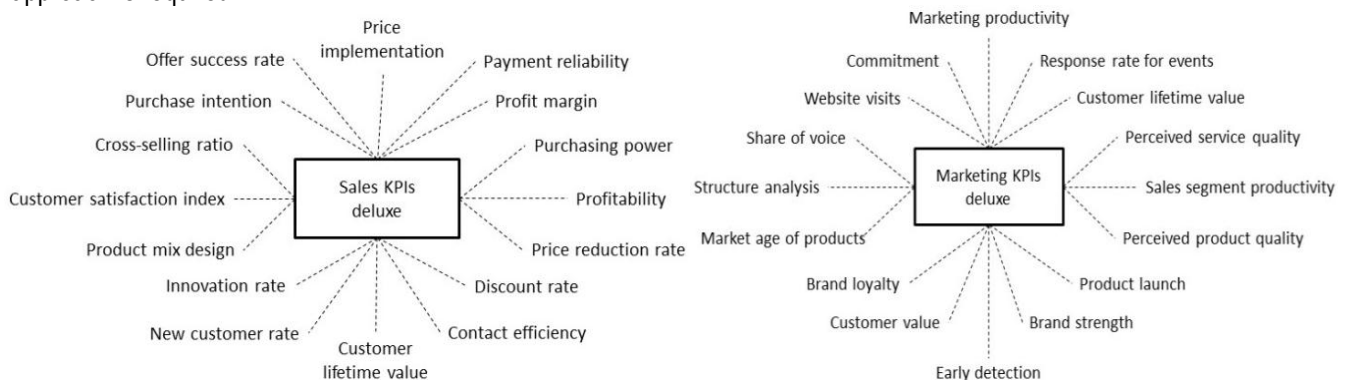 Price
implementation
Offer success rate
Payment reliability
Purchase intention
Profit margin
Cross-selling ratio
Purchasing power
Sales KPIs
deluxe
Customer satisfaction index
Profitability
Product mix design
Price reduction rate
Innovation rate
Discount rate
New customer rate
Contact efficiency
Customer
lifetime value
Marketing productivity
Commitment
Response rate for events
Website visits
Customer lifetime value
Share of voice
Perceived service quality
Marketing KPIs
deluxe
Structure analysis
Sales segment productivity
Market age of products
Perceived product quality
Brand loyalty
Product launch
Customer value
Brand strength
Early detection